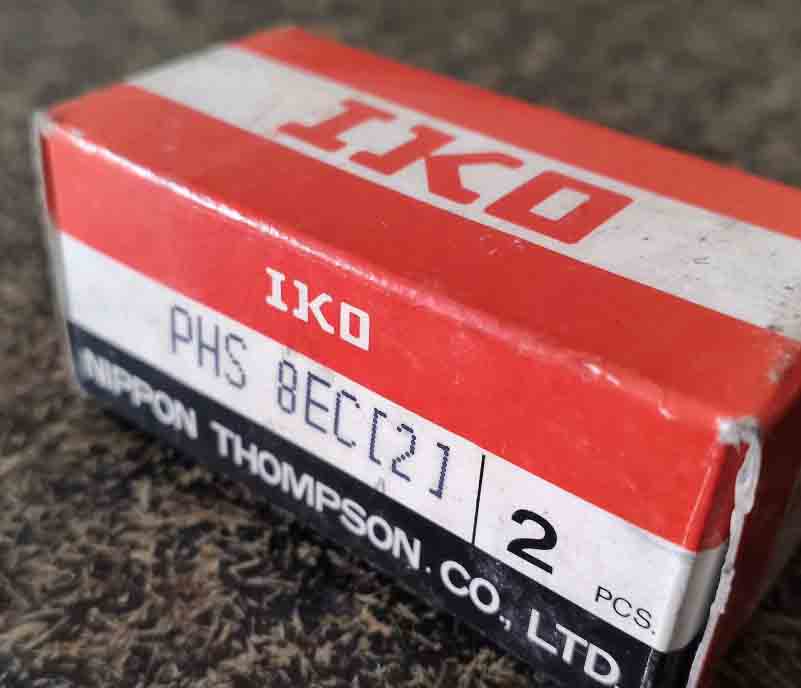 IKO
IKO
PHS 8EC[2]
2 PCS.
NIPPON THOMPSON.CO., LTD.